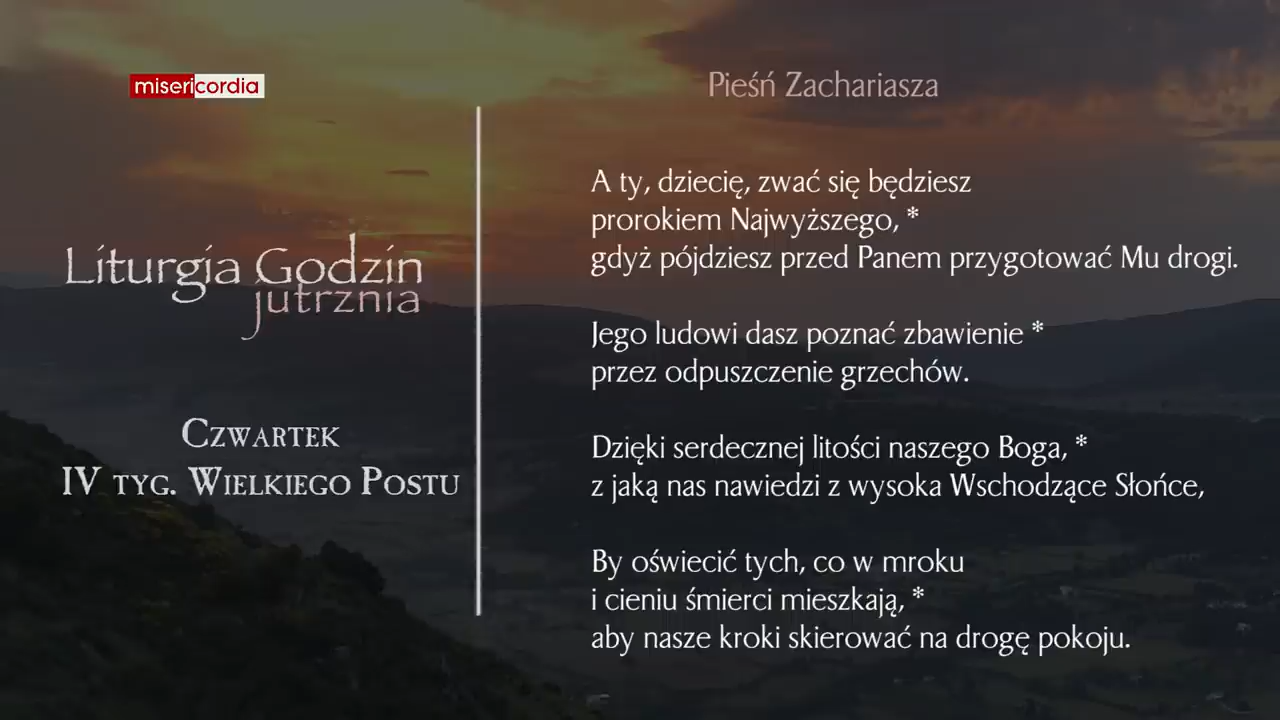 misericordia
Liturgia Godzin
jutrznia
Czwartek
IV tyg. Wielkiego Postu
Pieśń Zachariasza
A ty, dziecię, zwać się będziesz
prorokiem Najwyższego, *
gdyż pójdziesz przed Panem przygotować Mu drogi.
Jego ludowi dasz poznać zbawienie *
przez odpuszczenie grzechów.
Dzięki serdecznej litości naszego Boga, *
z jaką nas nawiedzi z wysoka Wschodzące Słońce,
By oświecić tych, co w mroku
i cieniu śmierci mieszkają, *
aby nasze kroki skierować na drogę pokoju.